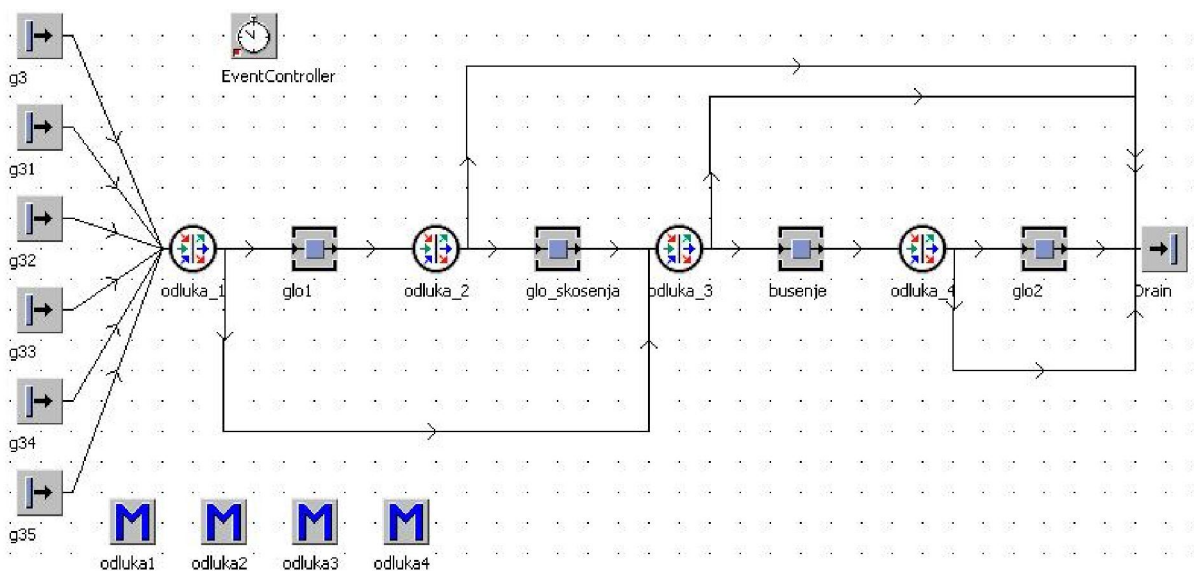 g3
EventController
g31
g32
odluka_1
glo1
odluka_2
glo_skosenja
odluka_3
busenje
odluka_4
glo2
Drain
g33
g34
g35
M
M
M
M
odluka1
odluka2
odluka3
odluka4